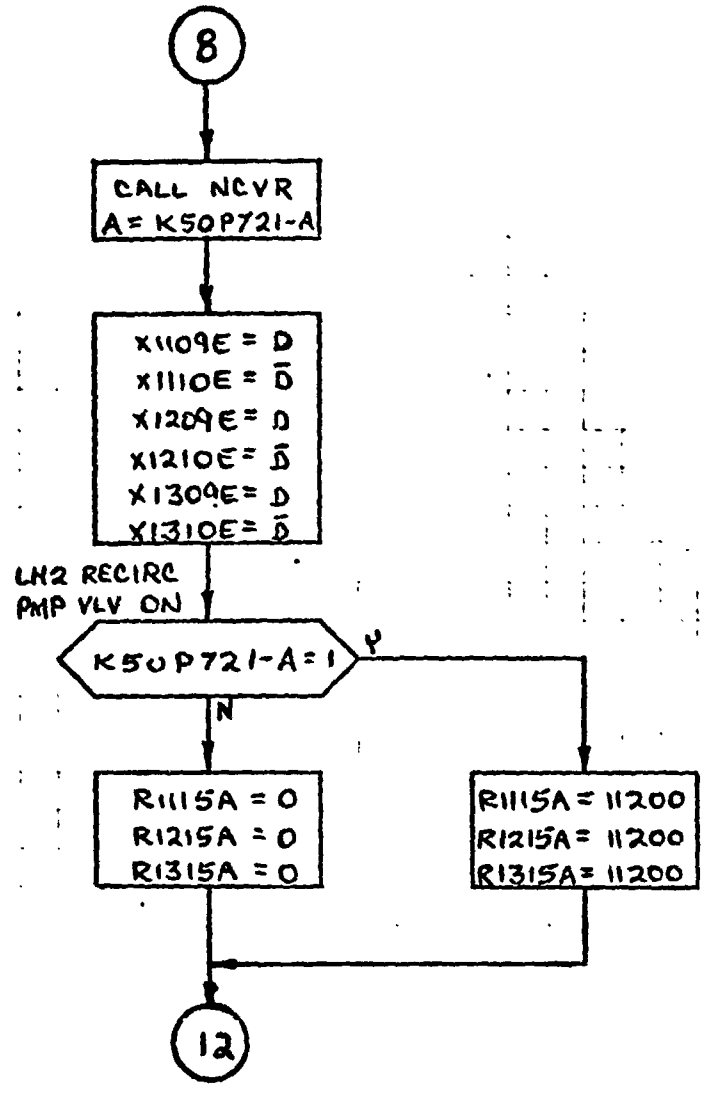 8
CALL NCVR
A = K50P721-A
X1109E = D
X1110E = D̅
X1209E = D
X1210E = D̅
X1309E = D
X1310E = D̅
LH2 RECIRC
PMP VLV ON
K50P721-A=1
Y
N
R1115A = 0
R1215A = 0
R1315A = 0
R1115A = 11200
R1215A = 11200
R1315A = 11200
12